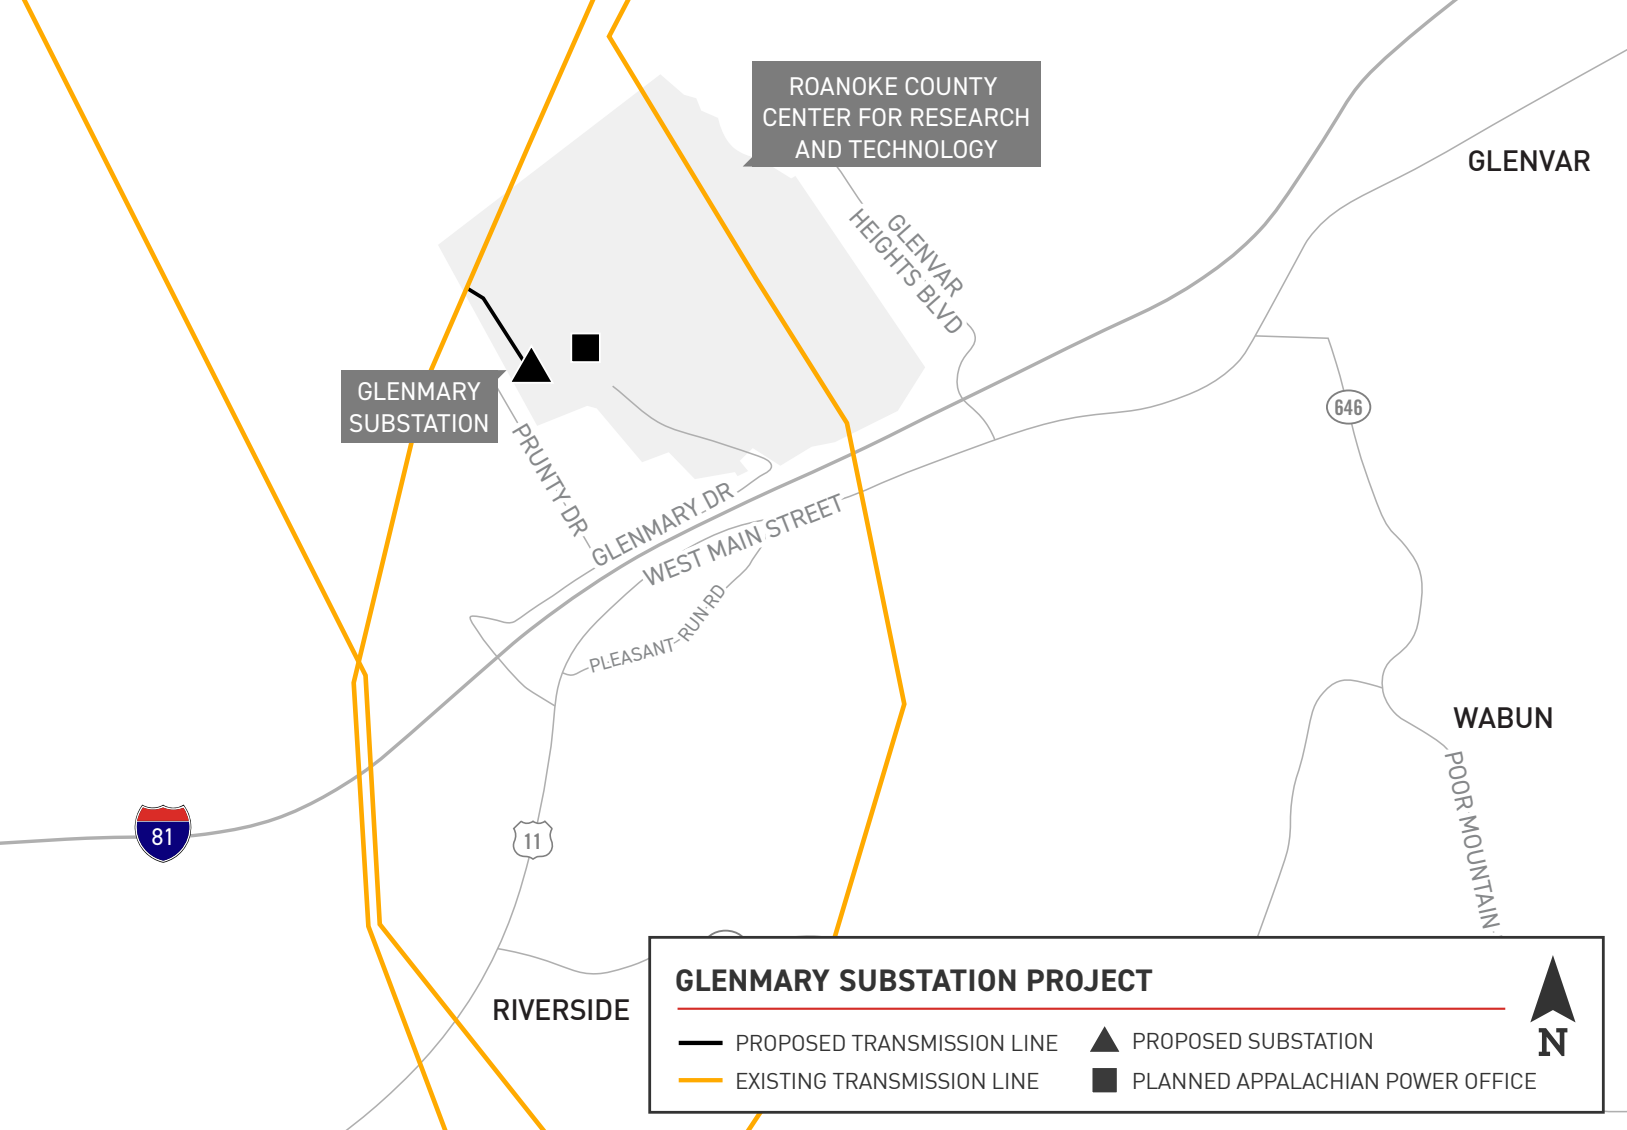 ROANOKE COUNTY
CENTER FOR RESEARCH
AND TECHNOLOGY
GLENVAR
GLENVAR
HEIGHTS BLVD
GLENMARY
SUBSTATION
646
PRUNTY DR
GLENMARY DR
WEST MAIN STREET
PLEASANT RUN RD
WABUN
POOR MOUNTAIN
81
11
RIVERSIDE
GLENMARY SUBSTATION PROJECT
PROPOSED TRANSMISSION LINE
PROPOSED SUBSTATION
EXISTING TRANSMISSION LINE
PLANNED APPALACHIAN POWER OFFICE
N